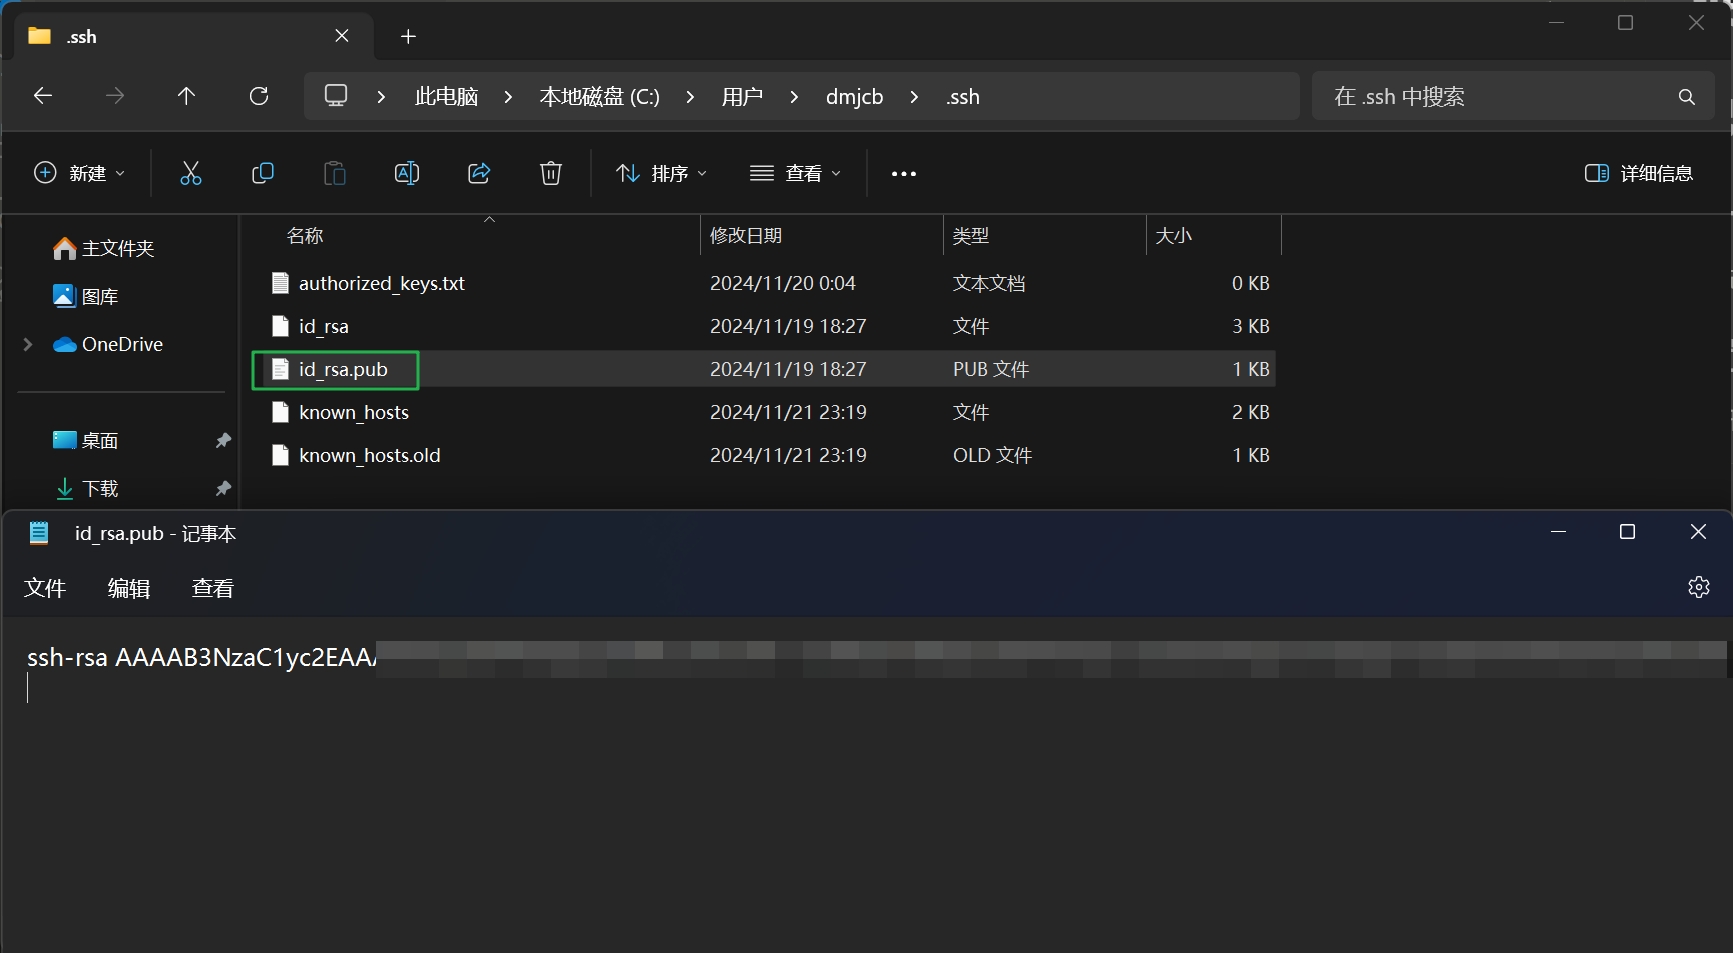 .ssh
此电脑 > 本地磁盘 (C:) > 用户 > dmjcb > .ssh
在 .ssh 中搜索
新建
排序
查看
详细信息
主文件夹
图库
OneDrive
桌面
下载
名称 修改日期 类型 大小
authorized_keys.txt 2024/11/20 0:04 文本文档 0 KB
id_rsa 2024/11/19 18:27 文件 3 KB
id_rsa.pub 2024/11/19 18:27 PUB 文件 1 KB
known_hosts 2024/11/21 23:19 文件 2 KB
known_hosts.old 2024/11/21 23:19 OLD 文件 1 KB
id_rsa.pub - 记事本
文件 编辑 查看
ssh-rsa AAAAB3NzaC1yc2EAAA